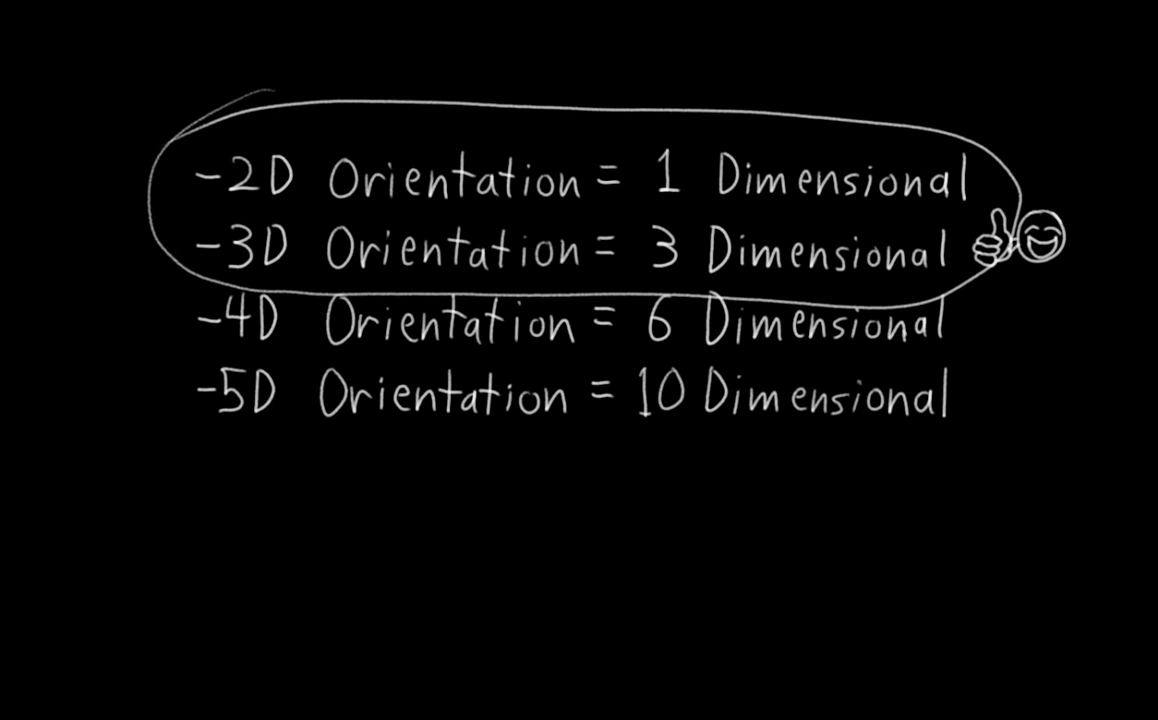 -2D Orientation = 1 Dimensional
-3D Orientation = 3 Dimensional
-4D Orientation = 6 Dimensional
-5D Orientation = 10 Dimensional